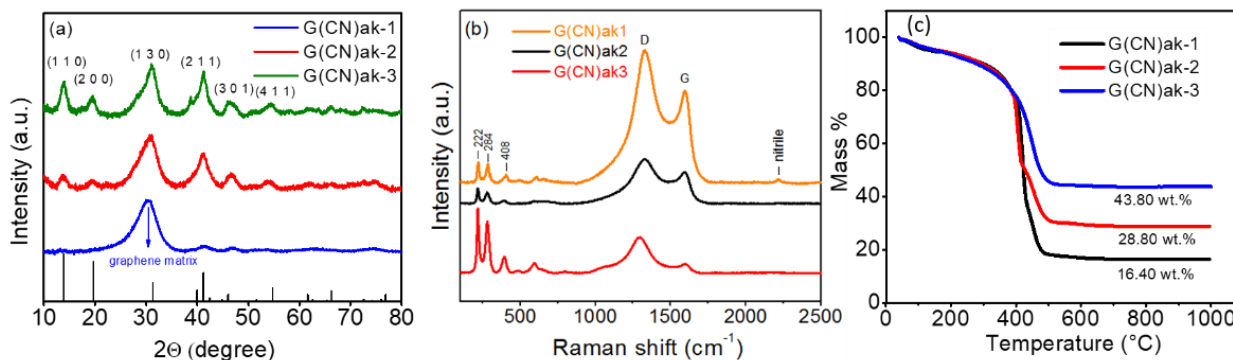 (a)
G(CN)ak-1
G(CN)ak-2
G(CN)ak-3
(1 1 0)
(2 0 0)
(1 3 0)
(2 1 1)
(3 0 1)
(4 1 1)
graphene matrix
Intensity (a.u.)
10 20 30 40 50 60 70 80
2Θ (degree)
(b)
G(CN)ak1
G(CN)ak2
G(CN)ak3
D
G
222
284
408
nitrile
Intensity (a.u.)
500 1000 1500 2000 2500
Raman shift (cm-1)
(c)
G(CN)ak-1
G(CN)ak-2
G(CN)ak-3
43.80 wt.%
28.80 wt.%
16.40 wt.%
Mass %
100
80
60
40
20
0
0 200 400 600 800 1000
Temperature (°C)